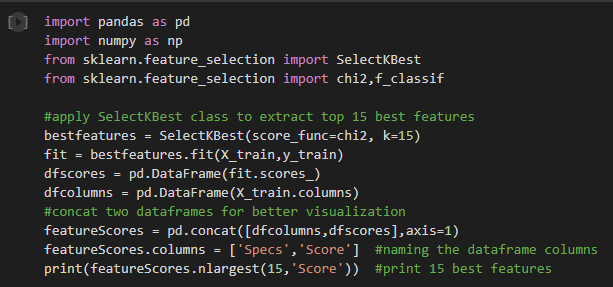 import pandas as pd
import numpy as np
from sklearn.feature_selection import SelectKBest
from sklearn.feature_selection import chi2,f_classif

#apply SelectKBest class to extract top 15 best features
bestfeatures = SelectKBest(score_func=chi2, k=15)
fit = bestfeatures.fit(X_train,y_train)
dfscores = pd.DataFrame(fit.scores_)
dfcolumns = pd.DataFrame(X_train.columns)
#concat two dataframes for better visualization
featureScores = pd.concat([dfcolumns,dfscores],axis=1)
featureScores.columns = ['Specs','Score']  #naming the dataframe columns
print(featureScores.nlargest(15,'Score'))  #print 15 best features